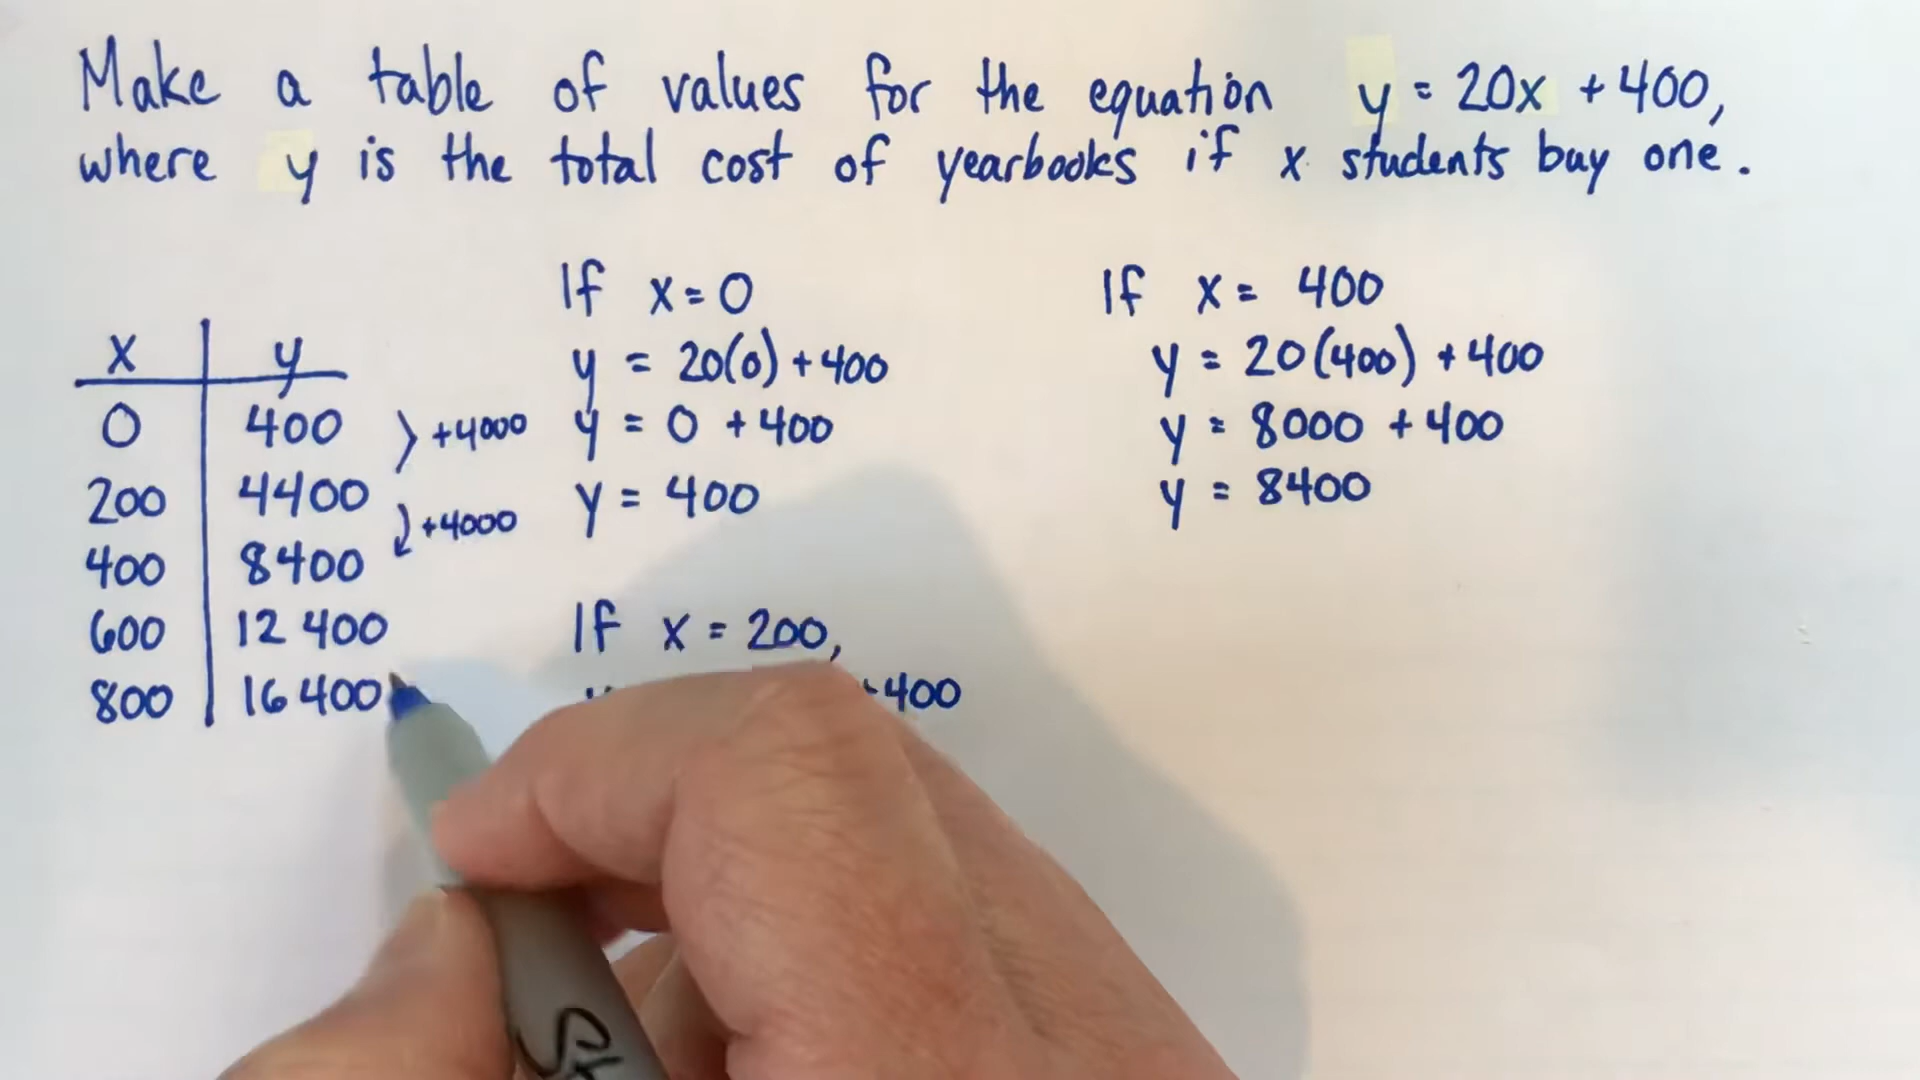 Make a table of values for the equation y = 20x + 400,
where y is the total cost of yearbooks if x students buy one.
x y
0 400
200 4400
400 8400
600 12 400
800 16 400
+4000
+4000
If x = 0
y = 20(0) + 400
y = 0 + 400
y = 400
If x = 200,
+400
If x = 400
y = 20(400) + 400
y = 8000 + 400
y = 8400